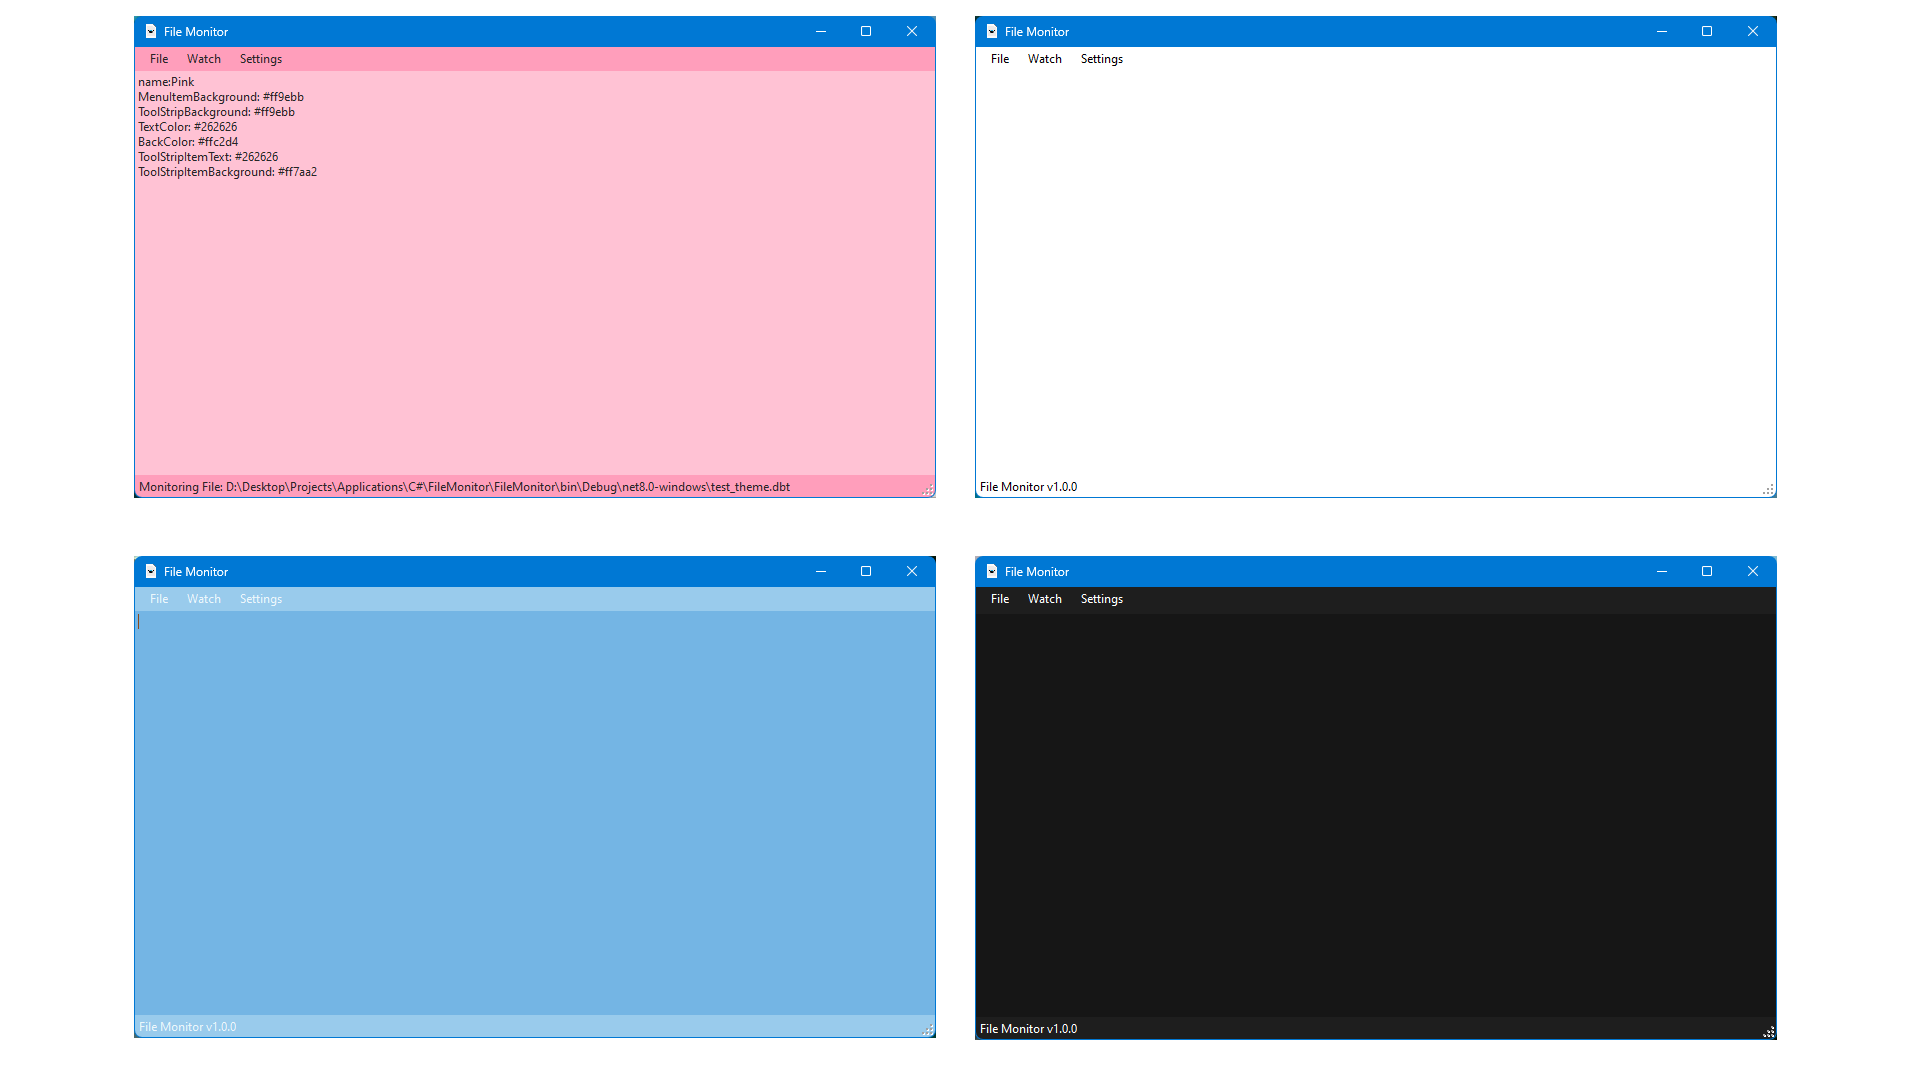 File Monitor
File Watch Settings
name:Pink
MenuItemBackground: #ff9ebb
ToolStripBackground: #ff9ebb
TextColor: #262626
BackColor: #ffc2d4
ToolStripItemText: #262626
ToolStripItemBackground: #ff7aa2
Monitoring File: D:\Desktop\Projects\Applications\C#\FileMonitor\FileMonitor\bin\Debug\net8.0-windows\test_theme.dbt
File Monitor
File Watch Settings
File Monitor v1.0.0
File Monitor
File Watch Settings
File Monitor v1.0.0
File Monitor
File Watch Settings
File Monitor v1.0.0